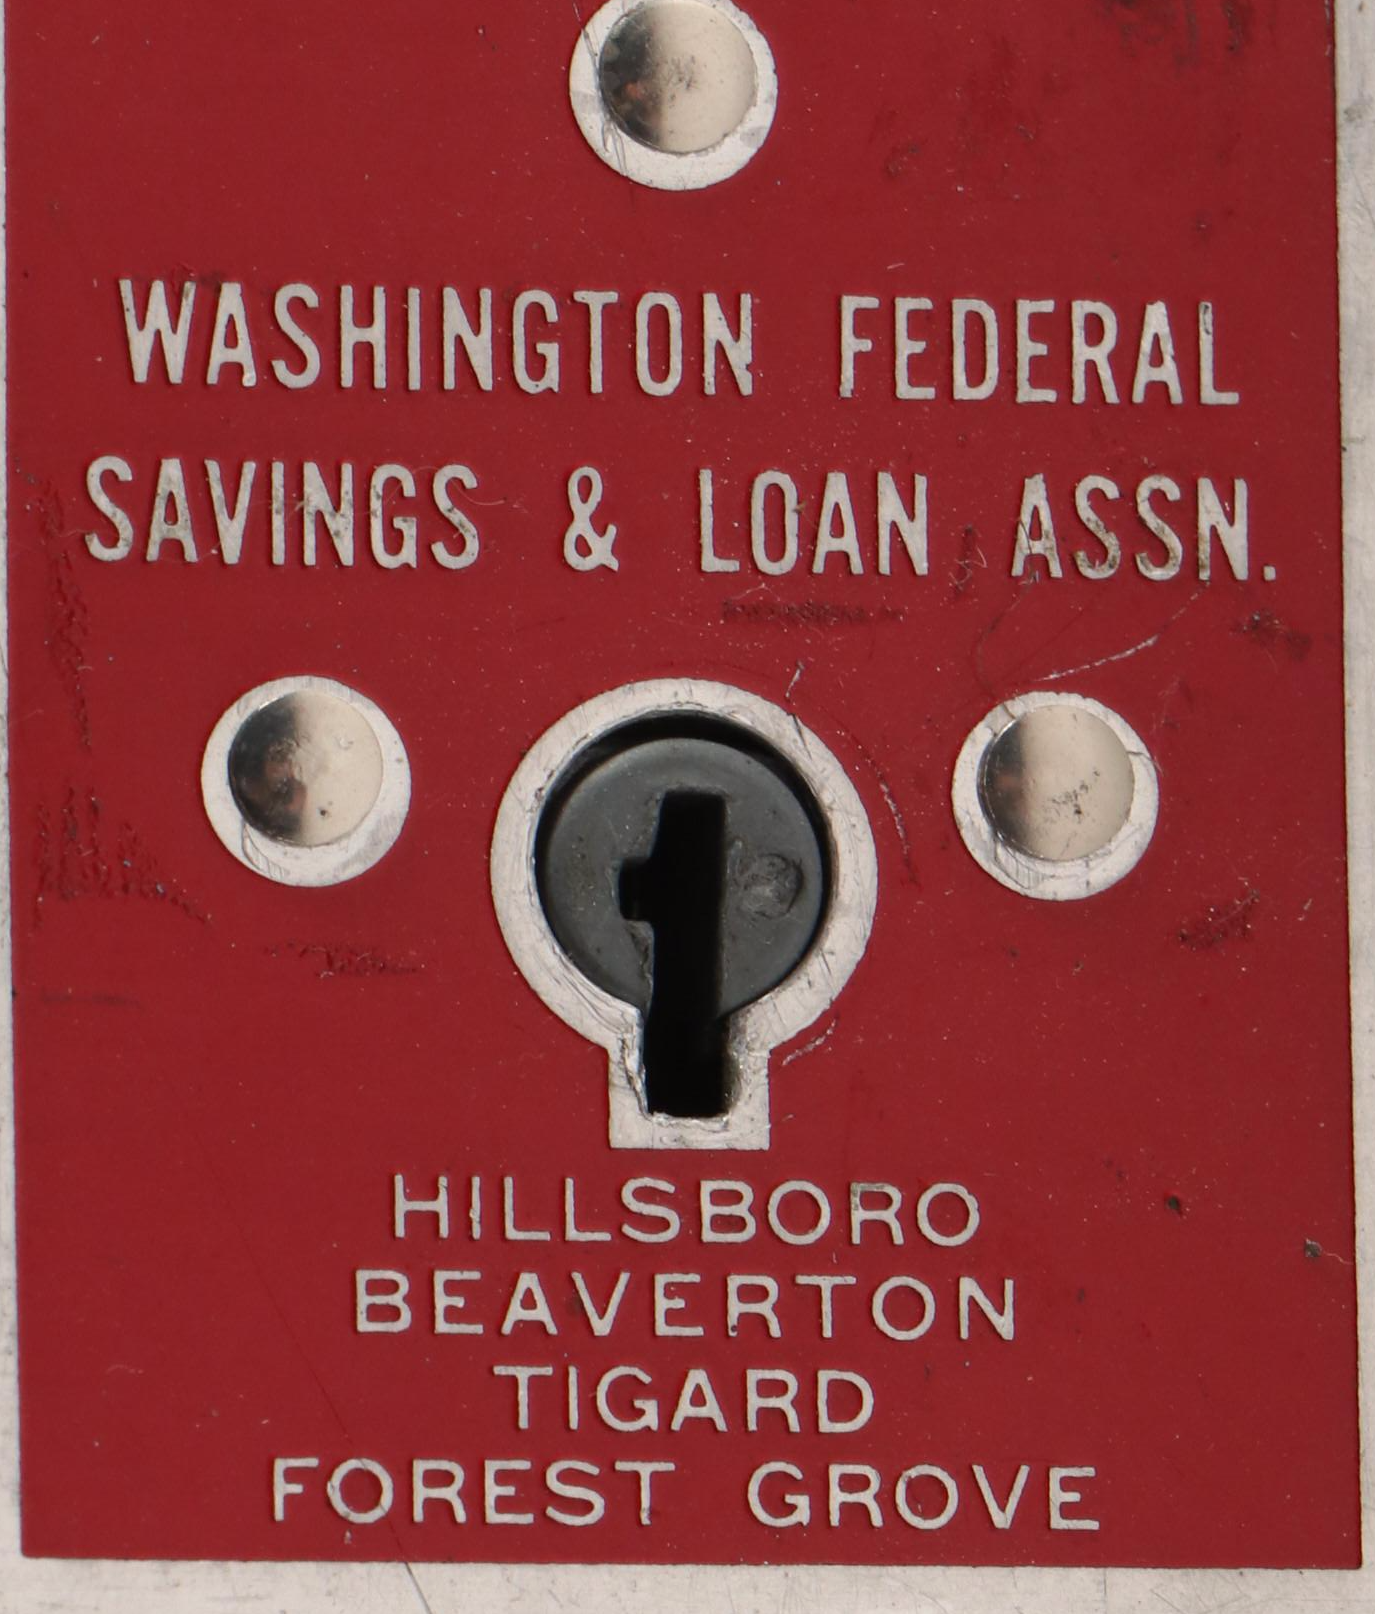 WASHINGTON FEDERAL
SAVINGS & LOAN ASSN.
HILLSBORO
BEAVERTON
TIGARD
FOREST GROVE